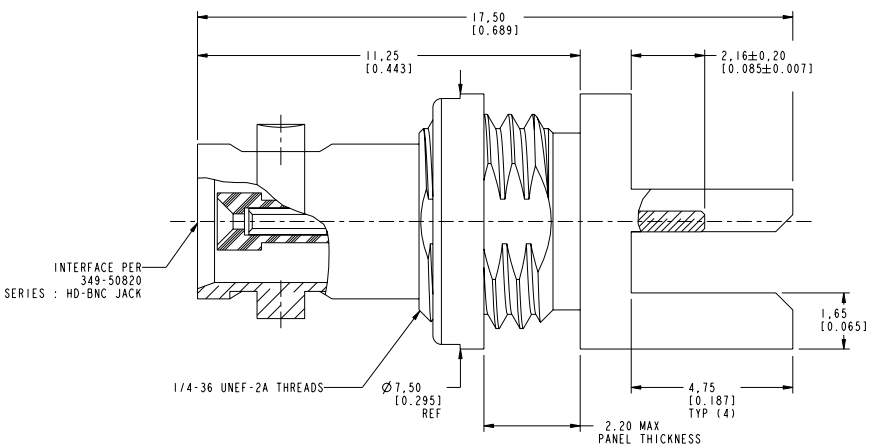 17,50
[0.689]
11,25
[0.443]
2,16±0,20
[0.085±0.007]
INTERFACE PER
349-50820
SERIES : HD-BNC JACK
1,65
[0.065]
1/4-36 UNEF-2A THREADS
Ø7,50
[0.295]
REF
4,75
[0.187]
TYP (4)
2.20 MAX
PANEL THICKNESS